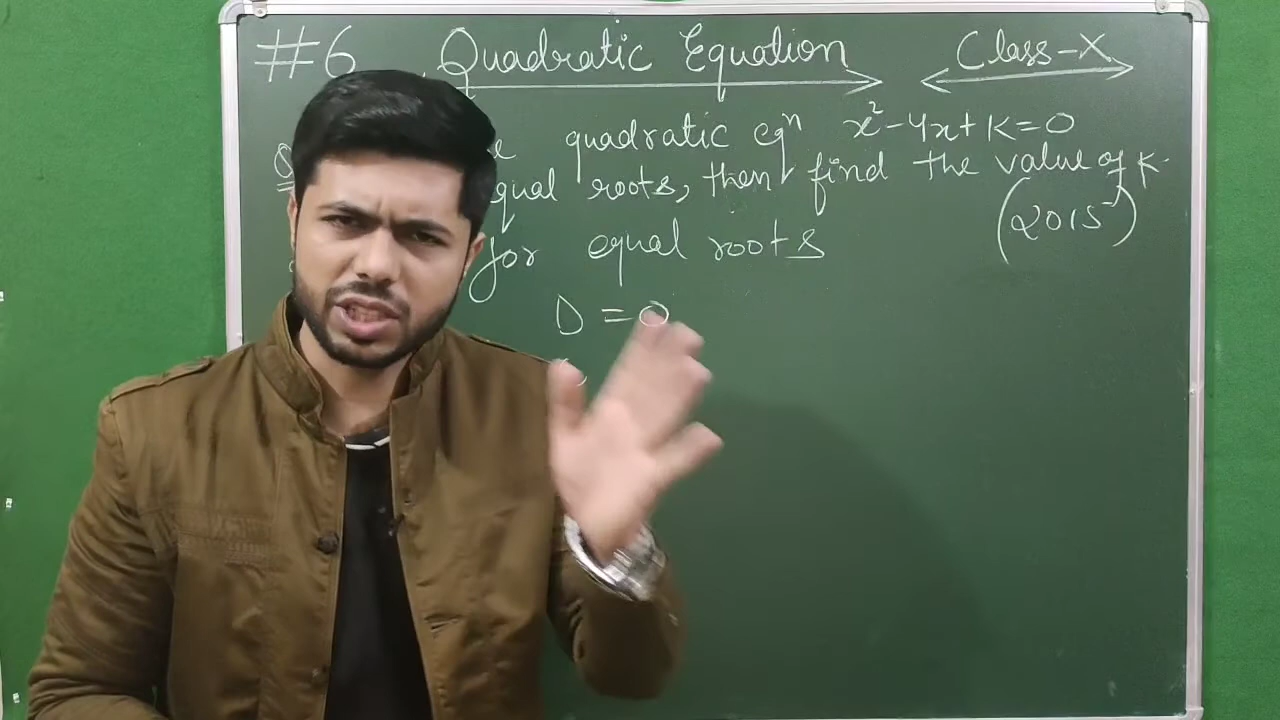 #6 Quadratic Equation Class-X
Q quadratic eqⁿ x²-4x+K=0
qual roots, then find the value of K.
(2015)
for equal roots
D = 0